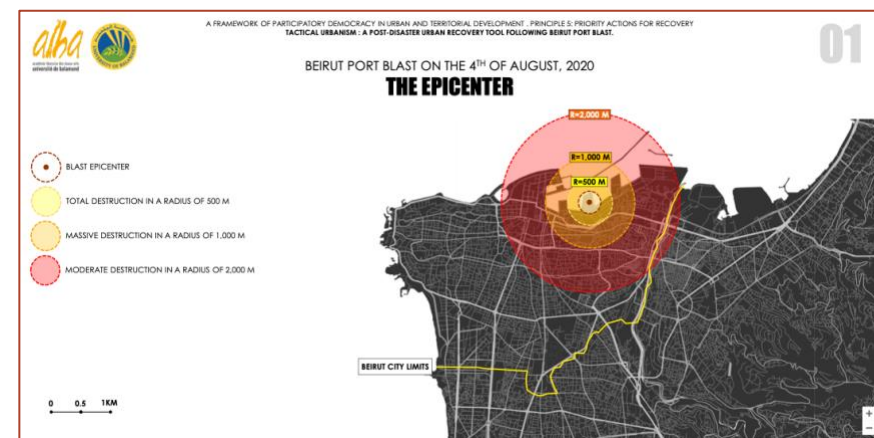 A FRAMEWORK OF PARTICIPATORY DEMOCRACY IN URBAN AND TERRITORIAL DEVELOPMENT . PRINCIPLE 5: PRIORITY ACTIONS FOR RECOVERY
TACTICAL URBANISM : A POST-DISASTER URBAN RECOVERY TOOL FOLLOWING BEIRUT PORT BLAST.
01
alba
université de balamand
BEIRUT PORT BLAST ON THE 4TH OF AUGUST, 2020
THE EPICENTER
R=2,000 M
R=1,000 M
R=500 M
BLAST EPICENTER
TOTAL DESTRUCTION IN A RADIUS OF 500 M
MASSIVE DESTRUCTION IN A RADIUS OF 1,000 M
MODERATE DESTRUCTION IN A RADIUS OF 2,000 M
BEIRUT CITY LIMITS
0 0.5 1KM
+
−